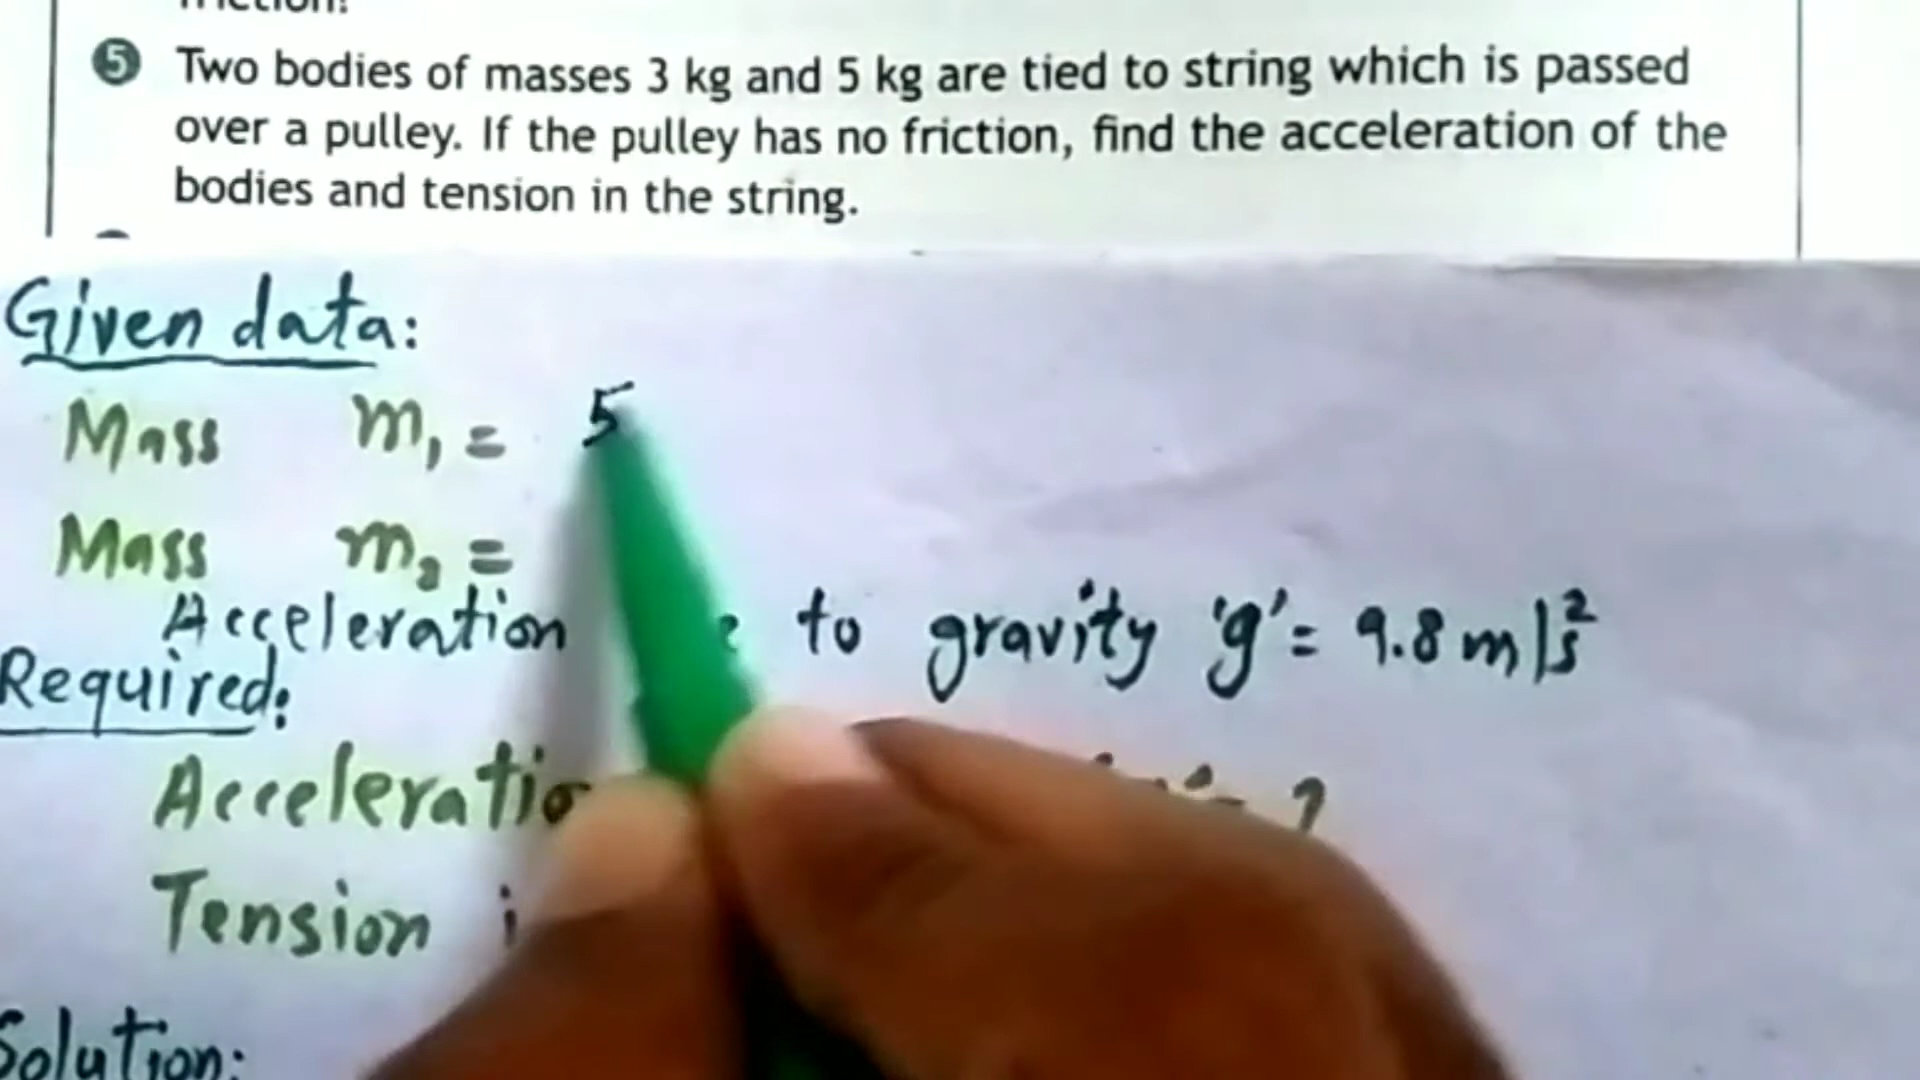 5 Two bodies of masses 3 kg and 5 kg are tied to string which is passed
over a pulley. If the pulley has no friction, find the acceleration of the
bodies and tension in the string.
Given data:
Mass m₁ = 5
Mass m₂ =
Acceleration to gravity 'g' = 9.8 m/s²
Required:
Tension
Solution: